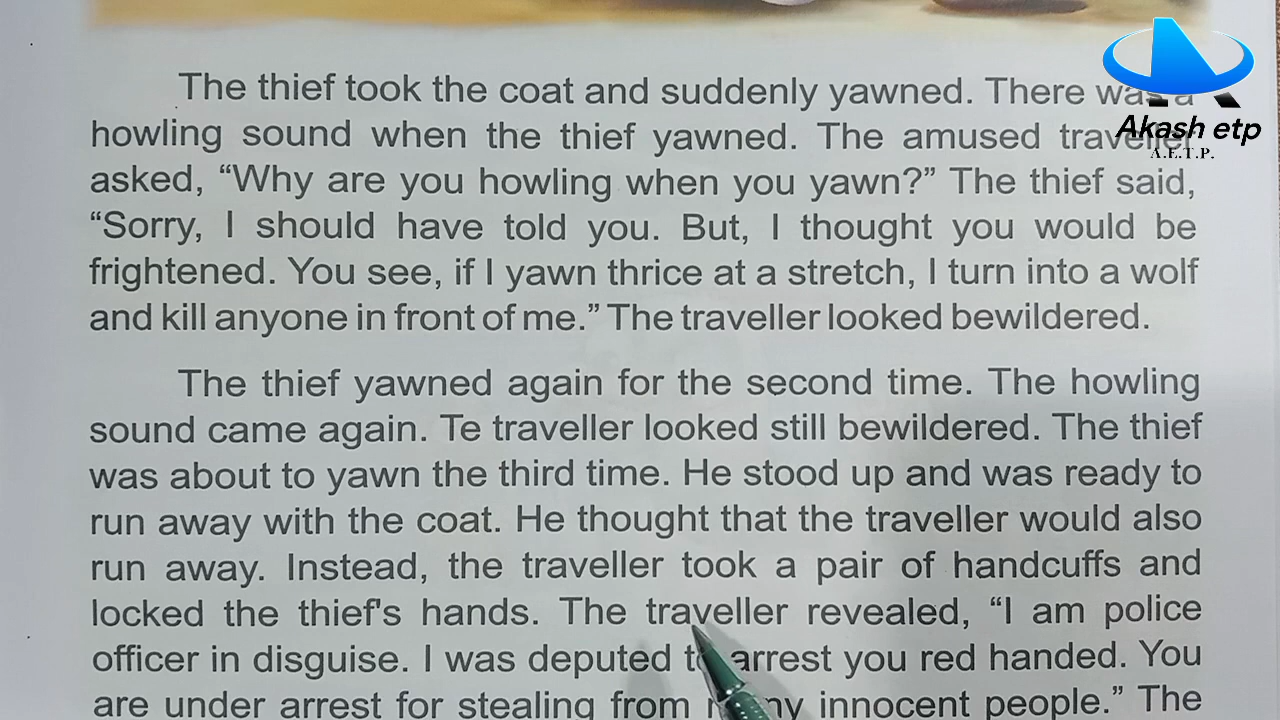 The thief took the coat and suddenly yawned. There was a
howling sound when the thief yawned. The amused traveller
asked, “Why are you howling when you yawn?” The thief said,
“Sorry, I should have told you. But, I thought you would be
frightened. You see, if I yawn thrice at a stretch, I turn into a wolf
and kill anyone in front of me.” The traveller looked bewildered.
The thief yawned again for the second time. The howling
sound came again. Te traveller looked still bewildered. The thief
was about to yawn the third time. He stood up and was ready to
run away with the coat. He thought that the traveller would also
run away. Instead, the traveller took a pair of handcuffs and
locked the thief's hands. The traveller revealed, “I am police
officer in disguise. I was deputed to arrest you red handed. You
are under arrest for stealing from many innocent people.” The
Akash etp
A.E.T.P.